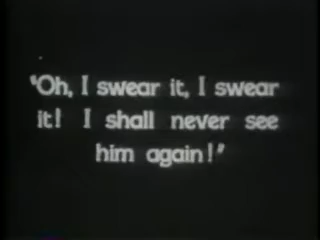 "Oh, I swear it, I swear
it! I shall never see
him again!"